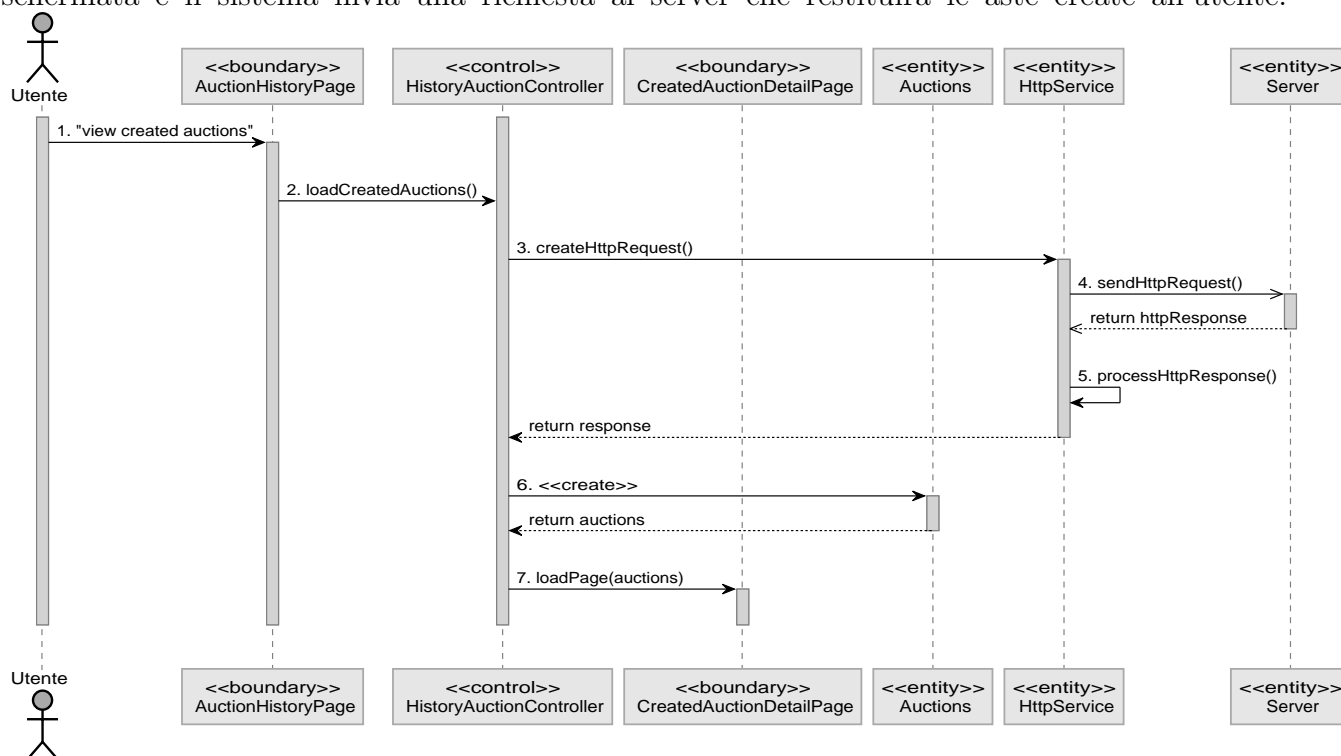 schermata e il sistema invia una richiesta al server che restituirà le aste create all'utente.
Utente
<<boundary>>
AuctionHistoryPage
<<control>>
HistoryAuctionController
<<boundary>>
CreatedAuctionDetailPage
<<entity>>
Auctions
<<entity>>
HttpService
<<entity>>
Server
1. "view created auctions"
2. loadCreatedAuctions()
3. createHttpRequest()
4. sendHttpRequest()
return httpResponse
5. processHttpResponse()
return response
6. <<create>>
return auctions
7. loadPage(auctions)
Utente
<<boundary>>
AuctionHistoryPage
<<control>>
HistoryAuctionController
<<boundary>>
CreatedAuctionDetailPage
<<entity>>
Auctions
<<entity>>
HttpService
<<entity>>
Server